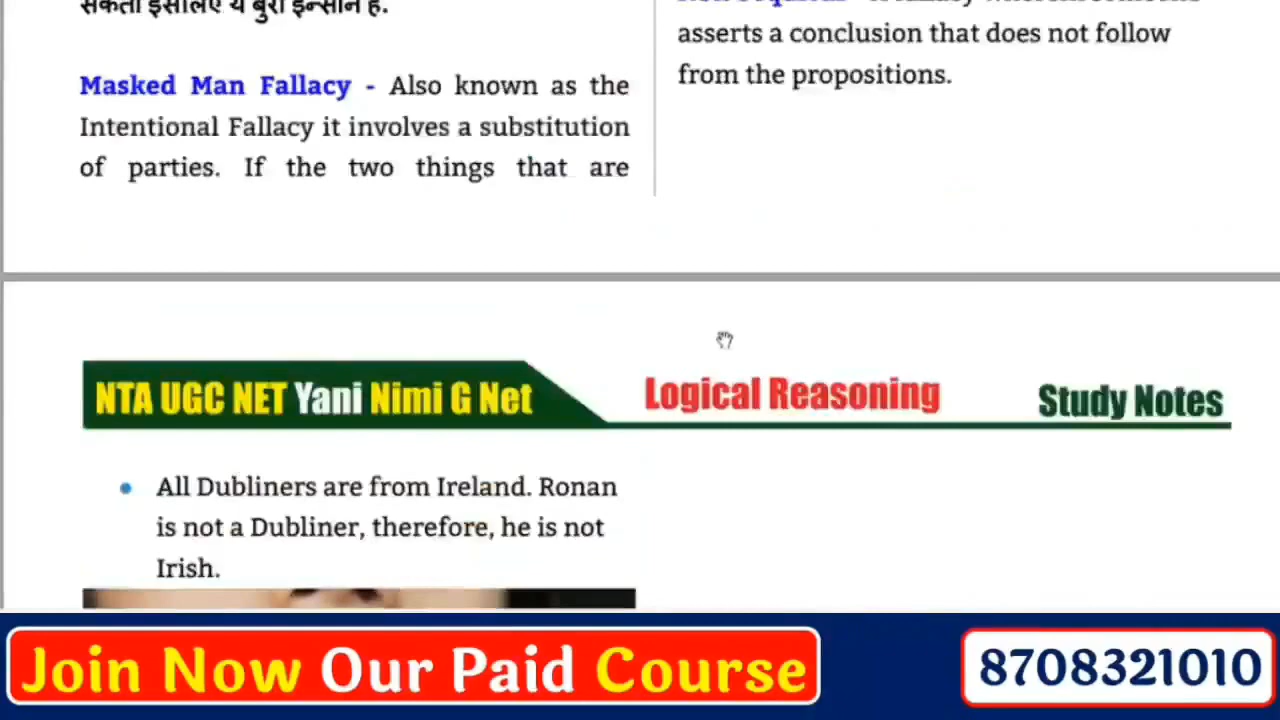 सकता इसलिए ये बुरा इन्सान है.
Masked Man Fallacy - Also known as the
Intentional Fallacy it involves a substitution
of parties. If the two things that are
asserts a conclusion that does not follow
from the propositions.
NTA UGC NET Yani Nimi G Net
Logical Reasoning
Study Notes
All Dubliners are from Ireland. Ronan
is not a Dubliner, therefore, he is not
Irish.
Join Now Our Paid Course
8708321010